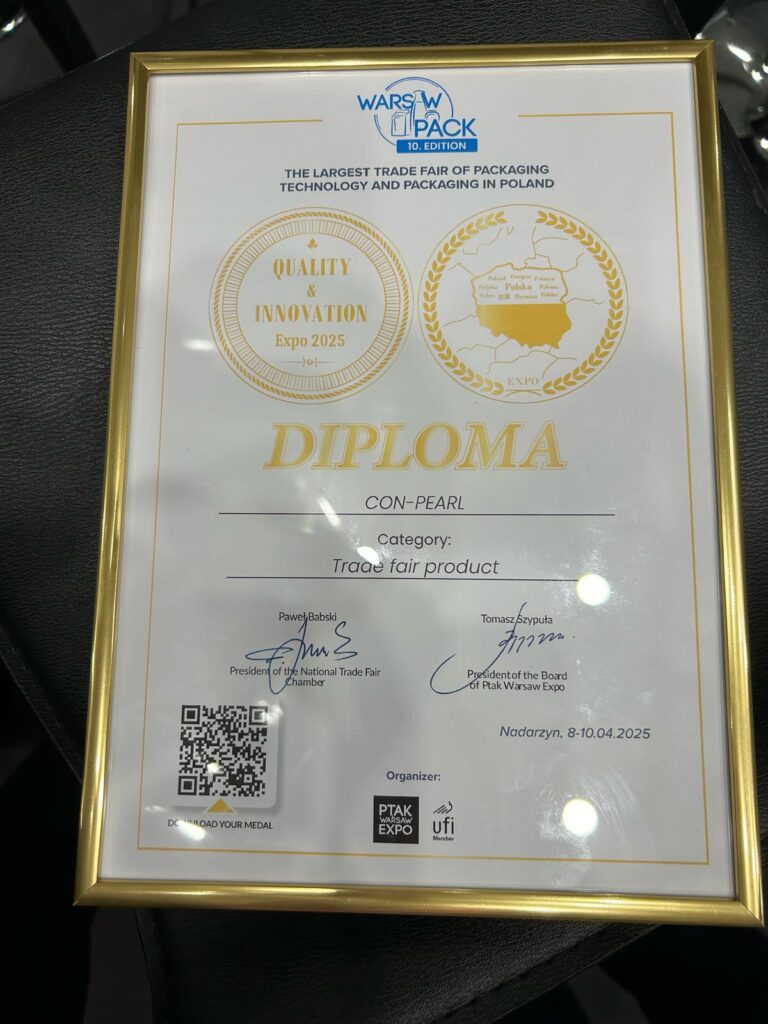 WARSAW
PACK
10. EDITION
THE LARGEST TRADE FAIR OF PACKAGING
TECHNOLOGY AND PACKAGING IN POLAND
QUALITY
&
INNOVATION
Expo 2025
Polska
EXPO
DIPLOMA
CON-PEARL
Category:
Trade fair product
Paweł Babski
President of the National Trade Fair
Chamber
Tomasz Szypuła
President of the Board
of Ptak Warsaw Expo
Nadarzyn, 8-10.04.2025
DOWNLOAD YOUR MEDAL
Organizer:
PTAK
WARSAW
EXPO
ufi
Member